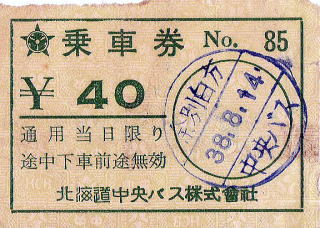 乗車券 No. 85
¥ 40
通用当日限り
途中下車前途無効
北海道中央バス株式會社
38.8.14
中央バス